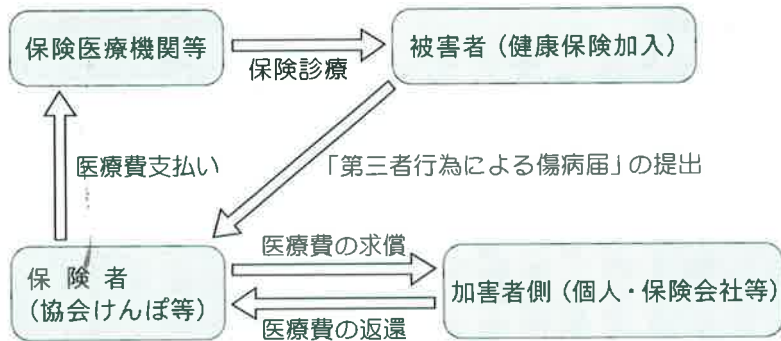 保険医療機関等
保険診療
被害者（健康保険加入）
医療費支払い
「第三者行為による傷病届」の提出
保険者
（協会けんぽ等）
医療費の求償
医療費の返還
加害者側（個人・保険会社等）